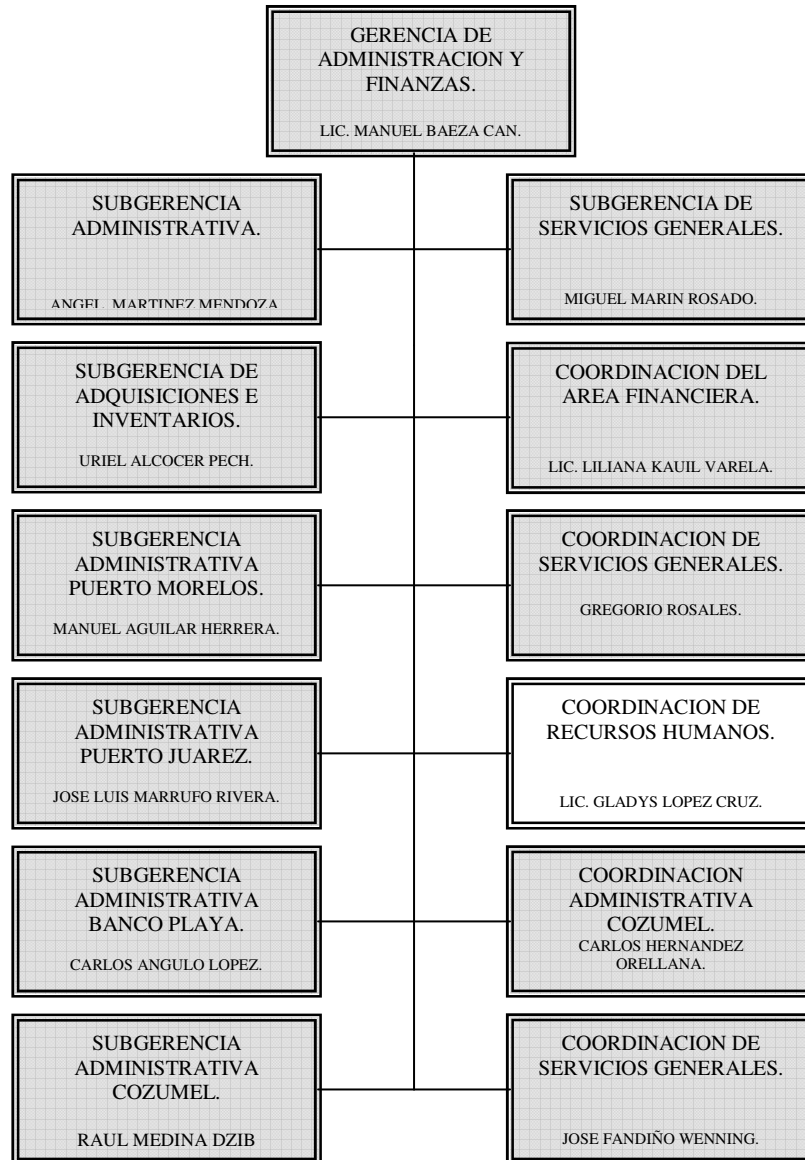 GERENCIA DE
ADMINISTRACION Y
FINANZAS.
LIC. MANUEL BAEZA CAN.
SUBGERENCIA
ADMINISTRATIVA.
ANGEL MARTINEZ MENDOZA
SUBGERENCIA DE
SERVICIOS GENERALES.
MIGUEL MARIN ROSADO.
SUBGERENCIA DE
ADQUISICIONES E
INVENTARIOS.
URIEL ALCOCER PECH.
COORDINACION DEL
AREA FINANCIERA.
LIC. LILIANA KAUIL VARELA.
SUBGERENCIA
ADMINISTRATIVA
PUERTO MORELOS.
MANUEL AGUILAR HERRERA.
COORDINACION DE
SERVICIOS GENERALES.
GREGORIO ROSALES.
SUBGERENCIA
ADMINISTRATIVA
PUERTO JUAREZ.
JOSE LUIS MARRUFO RIVERA.
COORDINACION DE
RECURSOS HUMANOS.
LIC. GLADYS LOPEZ CRUZ.
SUBGERENCIA
ADMINISTRATIVA
BANCO PLAYA.
CARLOS ANGULO LOPEZ.
COORDINACION
ADMINISTRATIVA
COZUMEL.
CARLOS HERNANDEZ
ORELLANA.
SUBGERENCIA
ADMINISTRATIVA
COZUMEL.
RAUL MEDINA DZIB
COORDINACION DE
SERVICIOS GENERALES.
JOSE FANDIÑO WENNING.